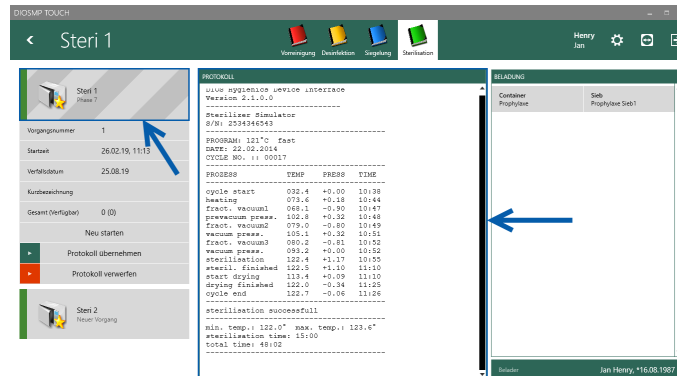 DIOSMP TOUCH
Steri 1
Vorreinigung
Desinfektion
Siegelung
Sterilisation
Henry
Jan
Steri 1
Phase 7
Vorgangsnummer 1
Startzeit 26.02.19, 11:13
Verfallsdatum 25.08.19
Kurzbezeichnung
Gesamt (Verfügbar) 0 (0)
Neu starten
Protokoll übernehmen
Protokoll verwerfen
Steri 2
Neuer Vorgang
PROTOKOLL
DIOS Hygienics Device Interface
Version 2.1.0.0
Sterilizer Simulator
S/N: 2534346543
PROGRAM: 121°C fast
DATE: 22.02.2014
CYCLE NO. :: 00017
PROZESS TEMP PRESS TIME
cycle start 032.4 +0.00 10:38
heating 073.6 +0.18 10:44
fract. vacuum1 068.1 -0.90 10:47
prevacuum press. 102.8 +0.32 10:48
fract. vacuum2 079.0 -0.80 10:49
vacuum press. 105.1 +0.32 10:51
fract. vacuum3 080.2 -0.81 10:52
vacuum press. 093.2 +0.00 10:52
sterilisation 122.4 +1.17 10:55
steril. finished 122.5 +1.10 11:10
start drying 113.4 +0.09 11:10
drying finished 122.0 -0.34 11:25
cycle end 122.7 -0.06 11:26
sterilisation successfull
min. temp.: 122.0° max. temp.: 123.6°
sterilisation time: 15:00
total time: 48:02
BELADUNG
Container Sieb
Prophylaxe Prophylaxe Sieb1
Belader Jan Henry, *16.08.1987